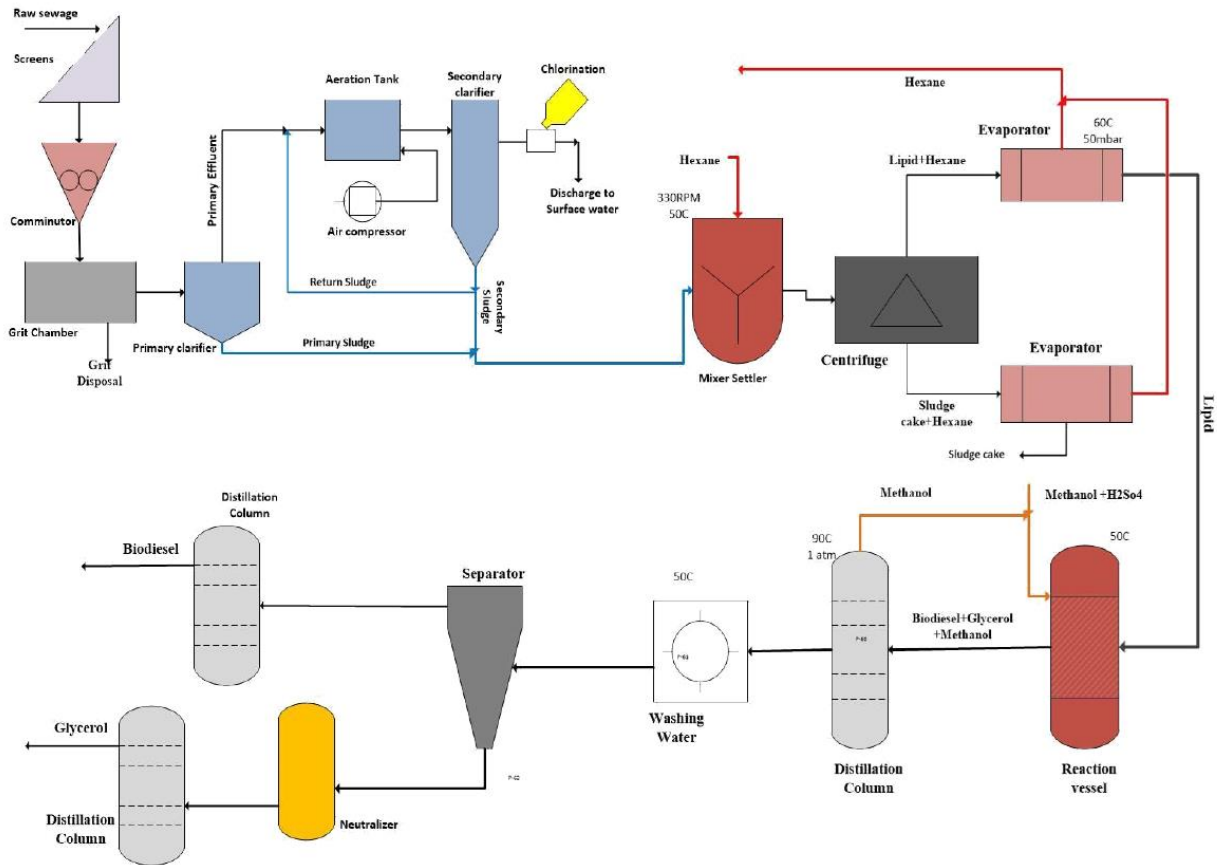 Raw sewage
Screens
Comminutor
Grit Chamber
Grit
Disposal
Primary clarifier
Primary Effluent
Aeration Tank
Air compressor
Secondary
clarifier
Chlorination
Discharge to
Surface water
Return Sludge
Secondary
Sludge
Primary Sludge
Hexane
330RPM
50C
Mixer Settler
Centrifuge
Lipid+Hexane
Sludge
cake+Hexane
Hexane
Evaporator
60C
50mbar
Evaporator
Sludge cake
Lipid
Methanol +H2So4
50C
Reaction
vessel
Methanol
90C
1 atm
Biodiesel+Glycerol
+Methanol
Distillation
Column
50C
Washing
Water
Separator
P-62
Distillation
Column
Biodiesel
Neutralizer
Glycerol
Distillation
Column